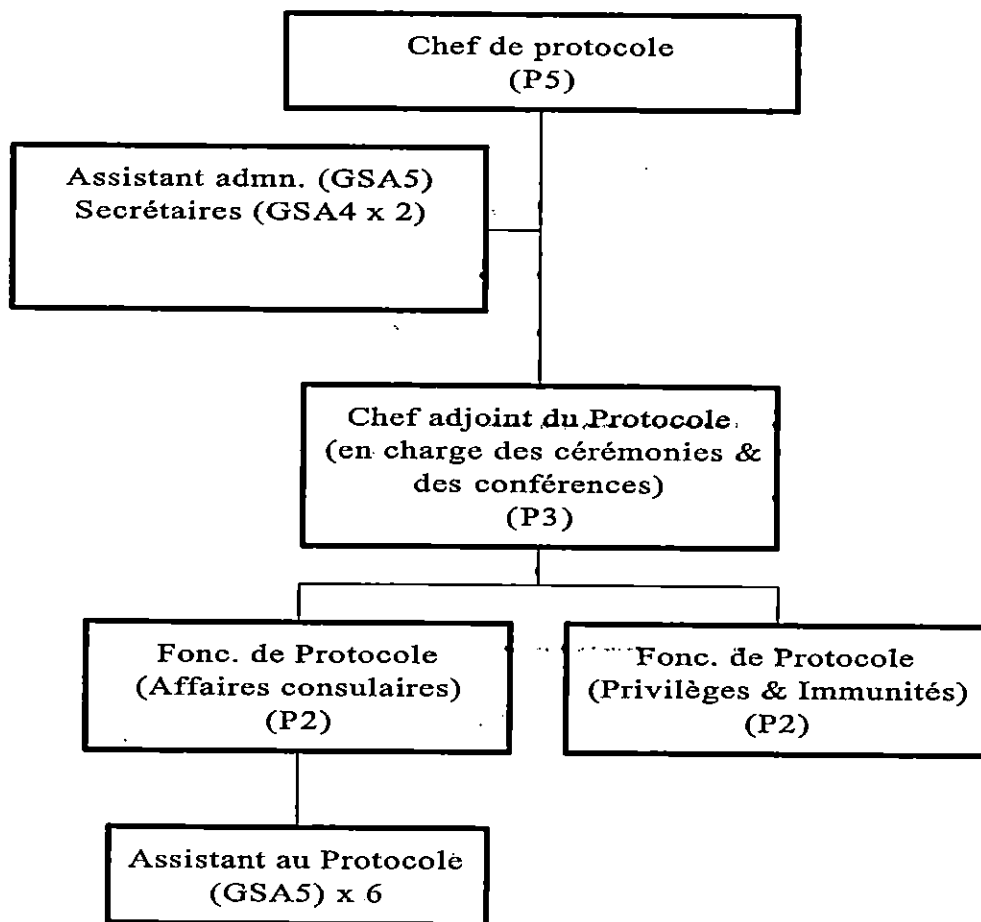 Chef de protocole
(P5)
Assistant admn. (GSA5)
Secrétaires (GSA4 x 2)
Chef adjoint du Protocole
(en charge des cérémonies &
des conférences)
(P3)
Fonc. de Protocole
(Affaires consulaires)
(P2)
Fonc. de Protocole
(Privilèges & Immunités)
(P2)
Assistant au Protocole
(GSA5) x 6